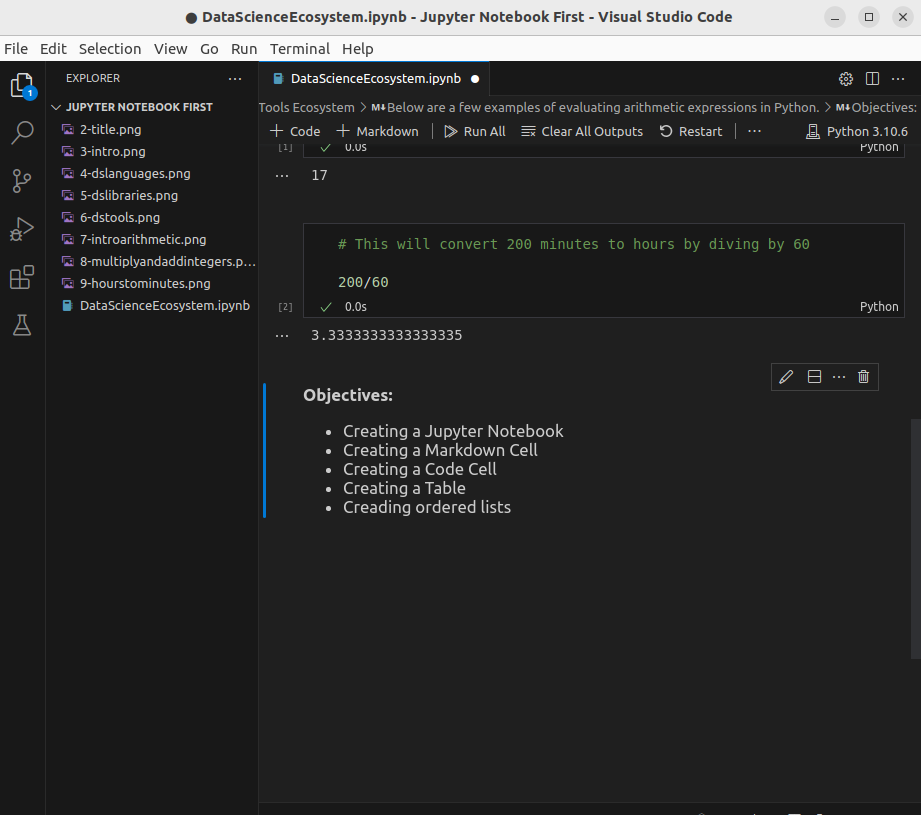 ● DataScienceEcosystem.ipynb - Jupyter Notebook First - Visual Studio Code
File Edit Selection View Go Run Terminal Help
EXPLORER ...
1
JUPYTER NOTEBOOK FIRST
2-title.png
3-intro.png
4-dslanguages.png
5-dslibraries.png
6-dstools.png
7-introarithmetic.png
8-multiplyandaddintegers.p...
9-hourstominutes.png
DataScienceEcosystem.ipynb
DataScienceEcosystem.ipynb ●
Tools Ecosystem > M↓Below are a few examples of evaluating arithmetic expressions in Python. > M↓Objectives:
+ Code + Markdown | Run All Clear All Outputs Restart | ... Python 3.10.6
[1] ✓ 0.0s Python
... 17
# This will convert 200 minutes to hours by diving by 60
200/60
[2] ✓ 0.0s Python
... 3.3333333333333335
Objectives:
• Creating a Jupyter Notebook
• Creating a Markdown Cell
• Creating a Code Cell
• Creating a Table
• Creading ordered lists